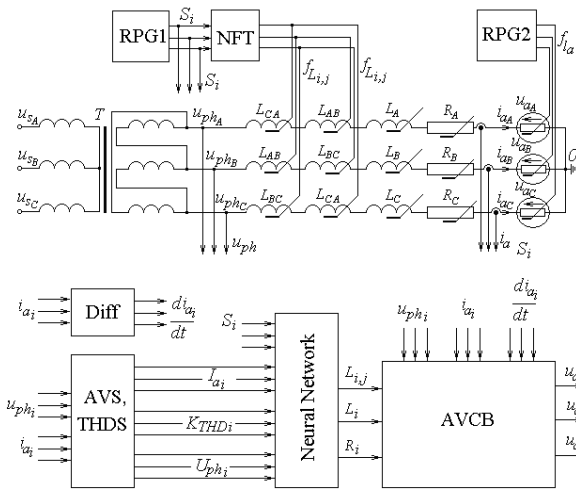 S_i
RPG1
NFT
RPG2
S_i
f_{L_{i,j}}
f_{L_{i,j}}
f_{l_a}
u_{s_A}
T
u_{ph_A}
L_{CA}
L_{AB}
L_A
R_A
i_{a_A}
u_{a_A}
u_{s_B}
u_{ph_B}
L_{AB}
L_{BC}
L_B
R_B
i_{a_B}
u_{a_B}
u_{s_C}
u_{ph_C}
L_{BC}
L_{CA}
L_C
R_C
i_{a_C}
u_{a_C}
u_{ph}
i_a
S_i
i_{a_i}
Diff
di_{a_i}
dt
S_i
u_{ph_i}
i_{a_i}
di_{a_i}
dt
u_{ph_i}
i_{a_i}
AVS,
THDS
I_{a_i}
K_{THDi}
U_{ph_i}
Neural Network
L_{i,j}
L_i
R_i
AVCB